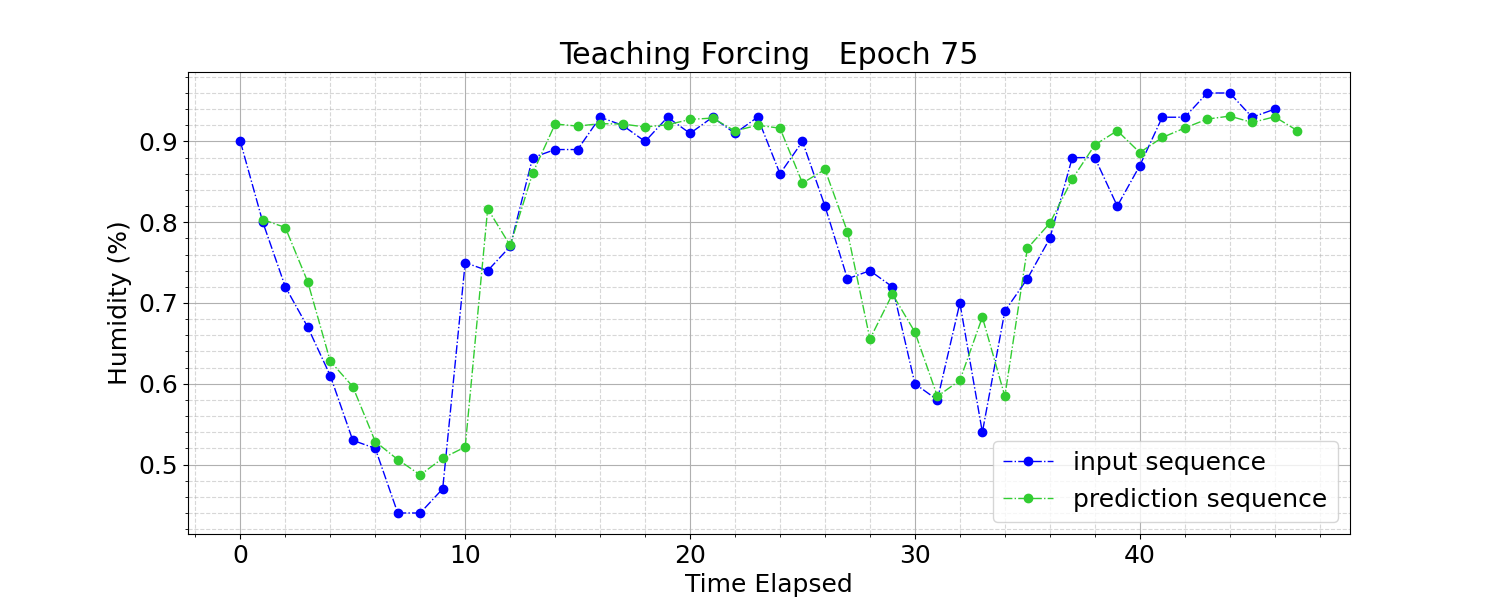 Teaching Forcing   Epoch 75
Humidity (%)
0.9
0.8
0.7
0.6
0.5
0 10 20 30 40
Time Elapsed
input sequence
prediction sequence